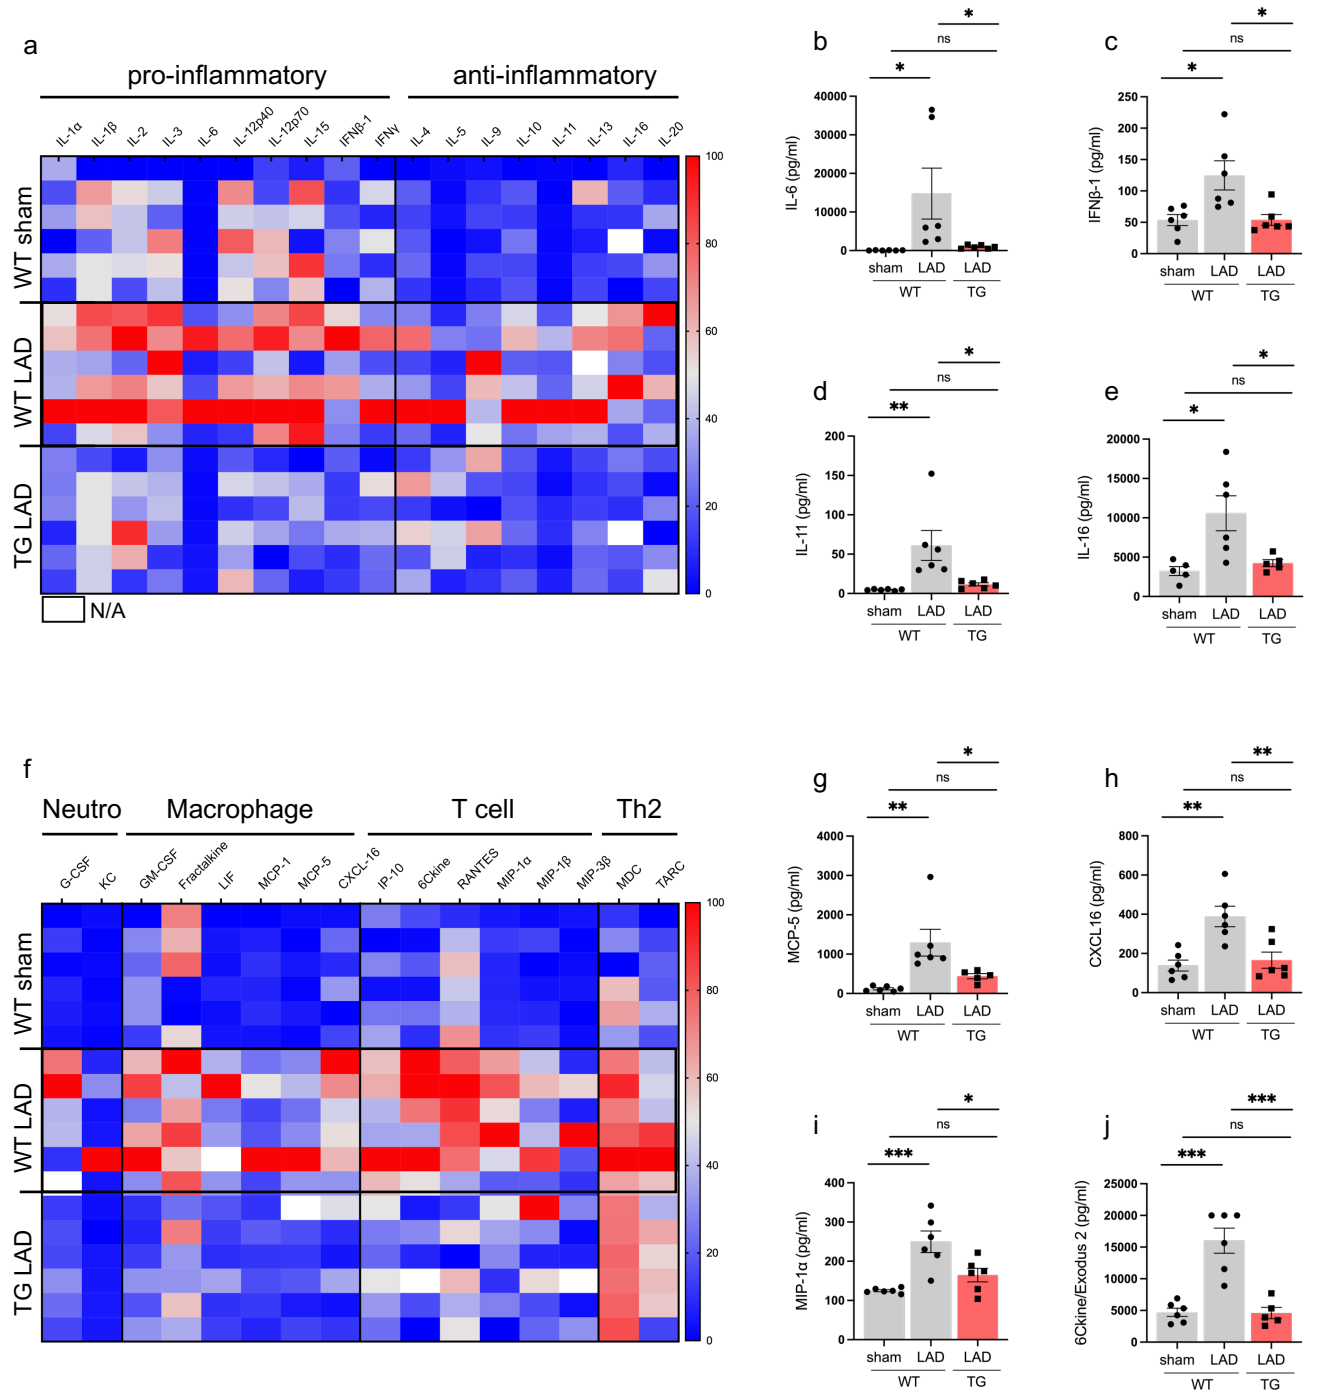 a
pro-inflammatory anti-inflammatory
IL-1α IL-1β IL-2 IL-3 IL-6 IL-12p40 IL-12p70 IL-15 IFNβ-1 IFNγ IL-4 IL-5 IL-9 IL-10 IL-11 IL-13 IL-16 IL-20
WT sham
WT LAD
TG LAD
100
80
60
40
20
0
N/A
b
*
ns
*
IL-6 (pg/ml)
40000
30000
20000
10000
0
sham LAD
WT TG
c
*
ns
*
IFNβ-1 (pg/ml)
250
200
150
100
50
0
sham LAD LAD
WT TG
d
*
ns
**
IL-11 (pg/ml)
200
150
100
50
0
sham LAD LAD
WT TG
e
*
ns
*
IL-16 (pg/ml)
20000
15000
10000
5000
0
sham LAD LAD
WT TG
f
Neutro Macrophage T cell Th2
G-CSF KC GM-CSF Fractalkine LIF MCP-1 MCP-5 CXCL-16 IP-10 6Ckine RANTES MIP-1α MIP-1β MIP-3β MDC TARC
WT sham
WT LAD
TG LAD
100
80
60
40
20
0
g
*
ns
**
MCP-5 (pg/ml)
4000
3000
2000
1000
0
sham LAD LAD
WT TG
h
**
ns
**
CXCL16 (pg/ml)
800
600
400
200
0
sham LAD LAD
WT TG
i
*
ns
***
MIP-1α (pg/ml)
400
300
200
100
0
sham LAD LAD
WT TG
j
***
ns
***
6Ckine/Exodus 2 (pg/ml)
25000
20000
15000
10000
5000
0
sham LAD LAD
WT TG